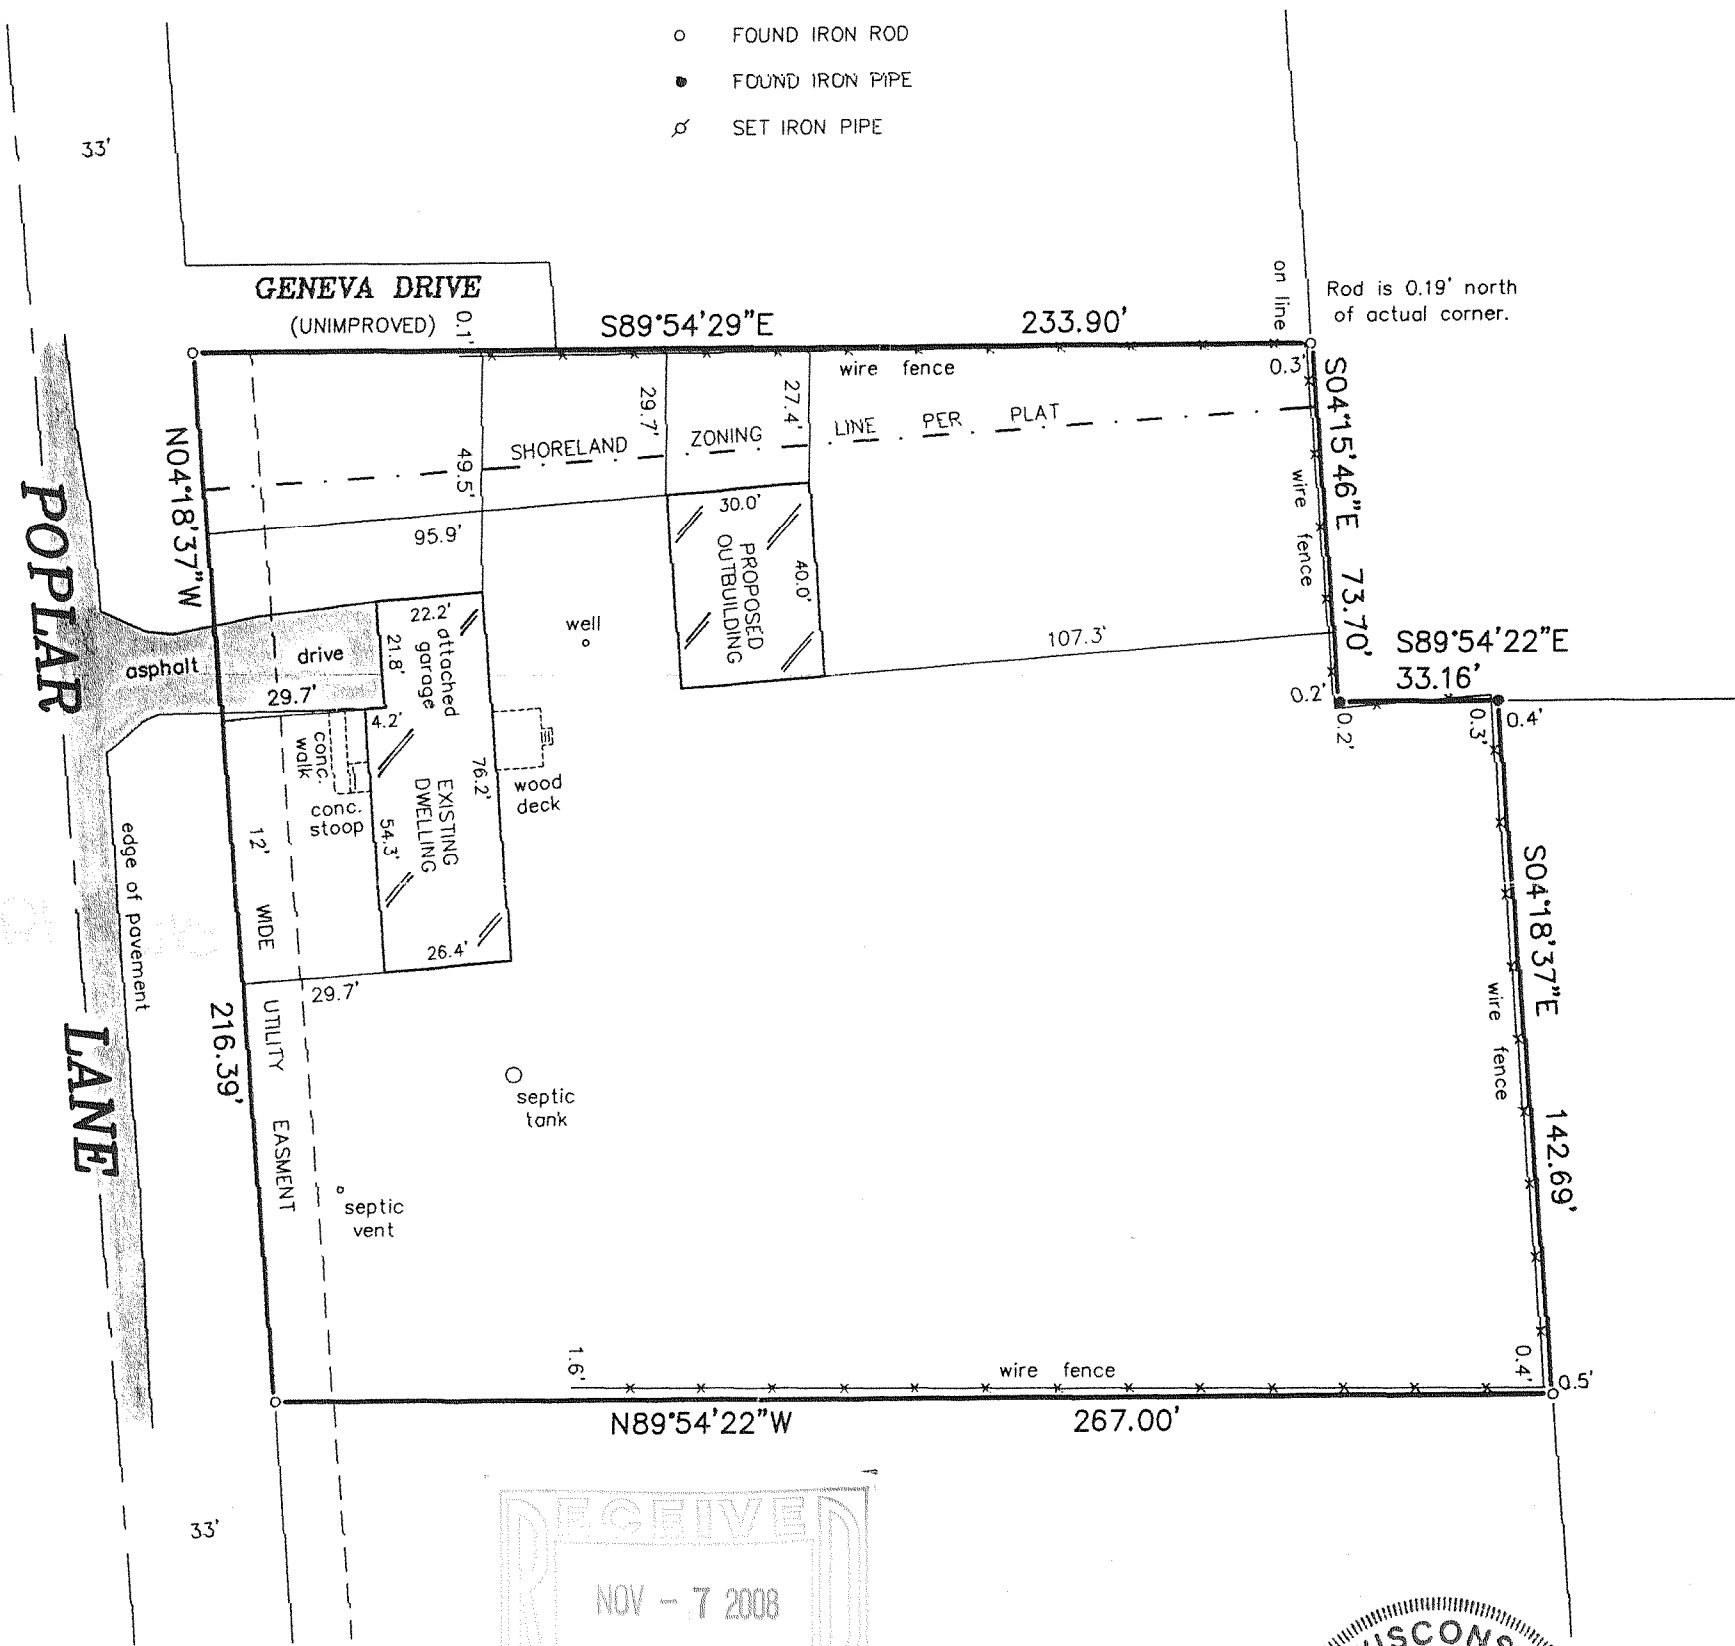 FOUND IRON ROD
FOUND IRON PIPE
SET IRON PIPE
33'
GENEVA DRIVE
(UNIMPROVED)
0.1'
S89°54'29"E
233.90'
on line
Rod is 0.19' north
of actual corner.
wire fence
0.3'
29.7'
27.4'
SHORELAND ZONING LINE PER PLAT
49.5'
95.9'
N04°18'37"W
S04°15'46"E 73.70'
wire fence
30.0'
PROPOSED
OUTBUILDING
40.0'
107.3'
S89°54'22"E
33.16'
0.2'
0.2'
0.3'
0.4'
POPLAR LANE
asphalt drive
29.7'
22.2'
21.8'
attached
garage
well
4.2'
conc.
walk
conc.
stoop
54.3'
EXISTING
DWELLING
76.2'
wood
deck
26.4'
29.7'
12' WIDE UTILITY EASMENT
edge of pavement
216.39'
septic
tank
septic
vent
S04°18'37"E 142.69'
wire fence
1.6'
wire fence
0.4'
0.5'
N89°54'22"W
267.00'
33'
RECEIVED
NOV - 7 2008
WISCONS